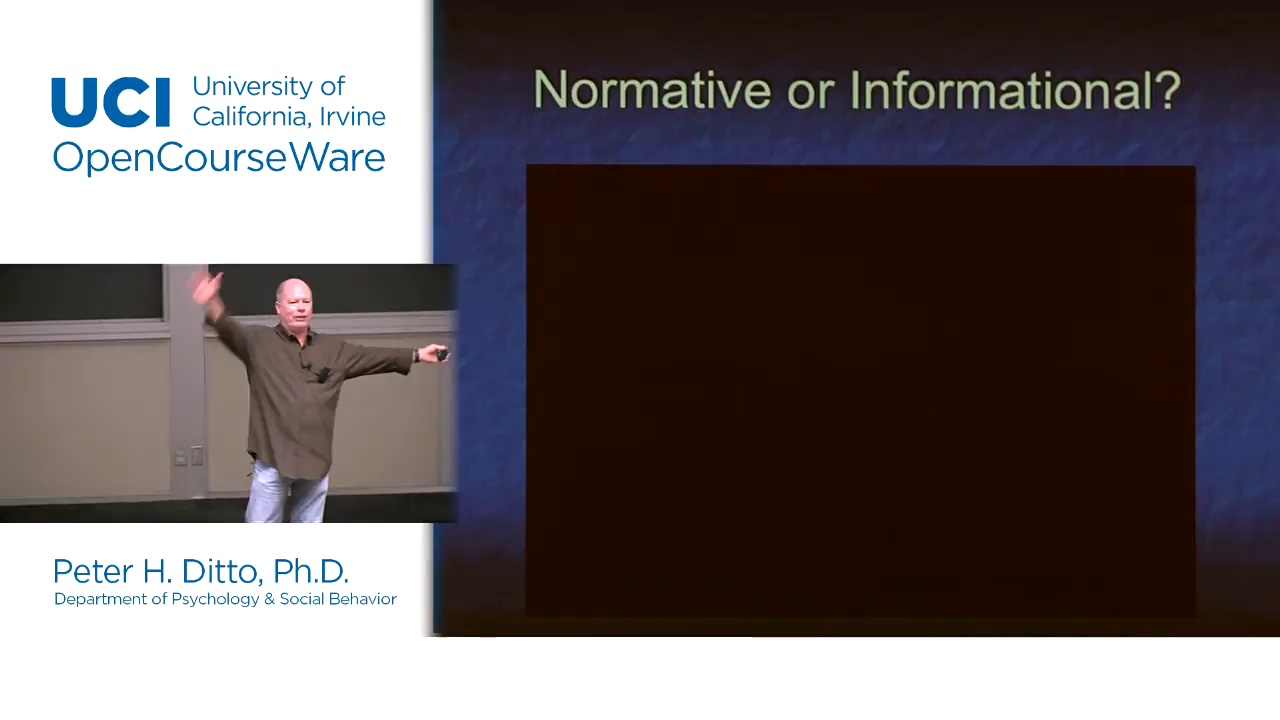 UCI University of
California, Irvine
OpenCourseWare
Normative or Informational?
Peter H. Ditto, Ph.D.
Department of Psychology & Social Behavior